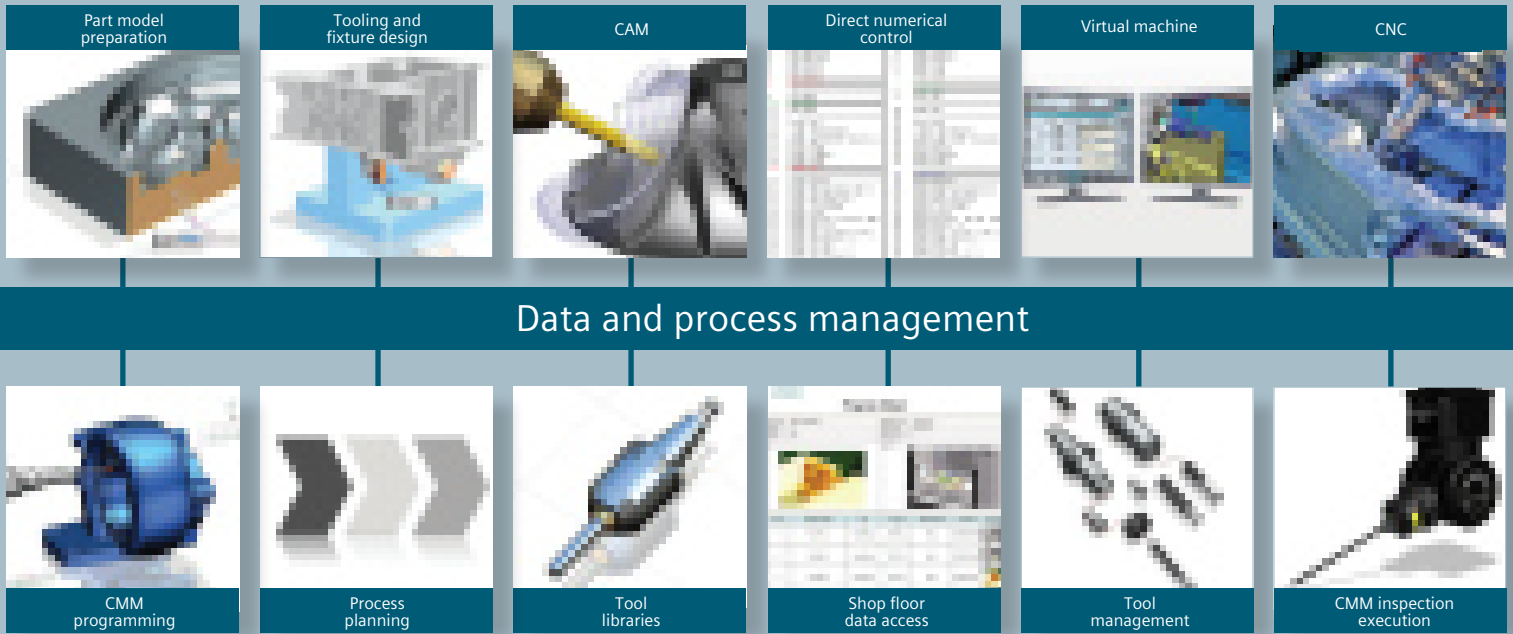 Part model
preparation
Tooling and
fixture design
CAM
Direct numerical
control
Virtual machine
CNC
Data and process management
CMM
programming
Process
planning
Tool
libraries
Shop floor
data access
Tool
management
CMM inspection
execution